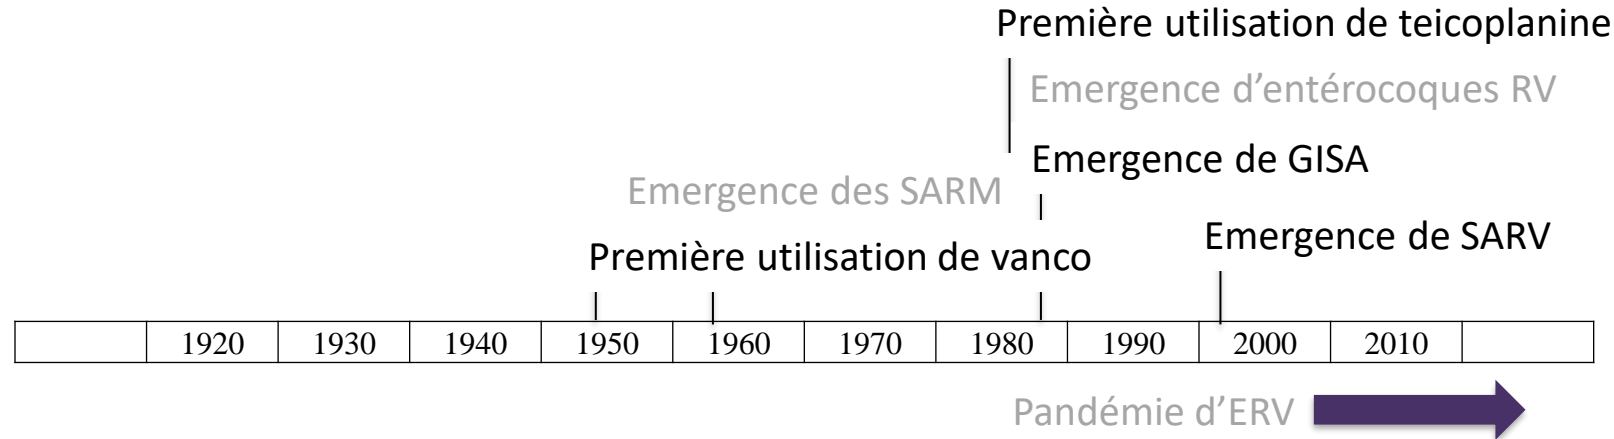 Première utilisation de teicoplanine
Emergence d’entérocoques RV
Emergence de GISA
Emergence des SARM
Emergence de SARV
Première utilisation de vanco
1920 1930 1940 1950 1960 1970 1980 1990 2000 2010
Pandémie d’ERV